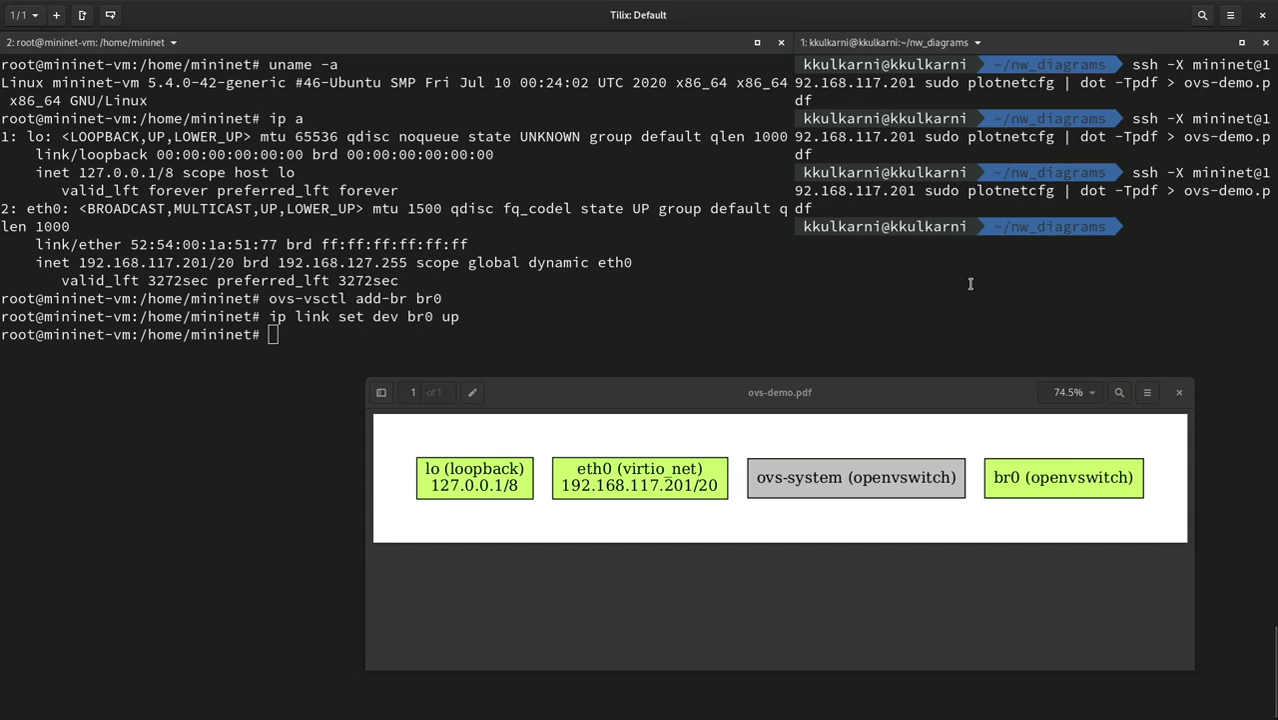 1/1
Tilix: Default
2: root@mininet-vm: /home/mininet
root@mininet-vm:/home/mininet# uname -a
Linux mininet-vm 5.4.0-42-generic #46-Ubuntu SMP Fri Jul 10 00:24:02 UTC 2020 x86_64 x86_64
x86_64 GNU/Linux
root@mininet-vm:/home/mininet# ip a
1: lo: <LOOPBACK,UP,LOWER_UP> mtu 65536 qdisc noqueue state UNKNOWN group default qlen 1000
link/loopback 00:00:00:00:00:00 brd 00:00:00:00:00:00
inet 127.0.0.1/8 scope host lo
valid_lft forever preferred_lft forever
2: eth0: <BROADCAST,MULTICAST,UP,LOWER_UP> mtu 1500 qdisc fq_codel state UP group default q
len 1000
link/ether 52:54:00:1a:51:77 brd ff:ff:ff:ff:ff:ff
inet 192.168.117.201/20 brd 192.168.127.255 scope global dynamic eth0
valid_lft 3272sec preferred_lft 3272sec
root@mininet-vm:/home/mininet# ovs-vsctl add-br br0
root@mininet-vm:/home/mininet# ip link set dev br0 up
root@mininet-vm:/home/mininet#
1: kkulkarni@kkulkarni:~/nw_diagrams
kkulkarni@kkulkarni ~/nw_diagrams ssh -X mininet@1
92.168.117.201 sudo plotnetcfg | dot -Tpdf > ovs-demo.p
df
kkulkarni@kkulkarni ~/nw_diagrams ssh -X mininet@1
92.168.117.201 sudo plotnetcfg | dot -Tpdf > ovs-demo.p
df
kkulkarni@kkulkarni ~/nw_diagrams ssh -X mininet@1
92.168.117.201 sudo plotnetcfg | dot -Tpdf > ovs-demo.p
df
kkulkarni@kkulkarni ~/nw_diagrams
1 of 1
ovs-demo.pdf
74.5%
lo (loopback)
127.0.0.1/8
eth0 (virtio_net)
192.168.117.201/20
ovs-system (openvswitch)
br0 (openvswitch)